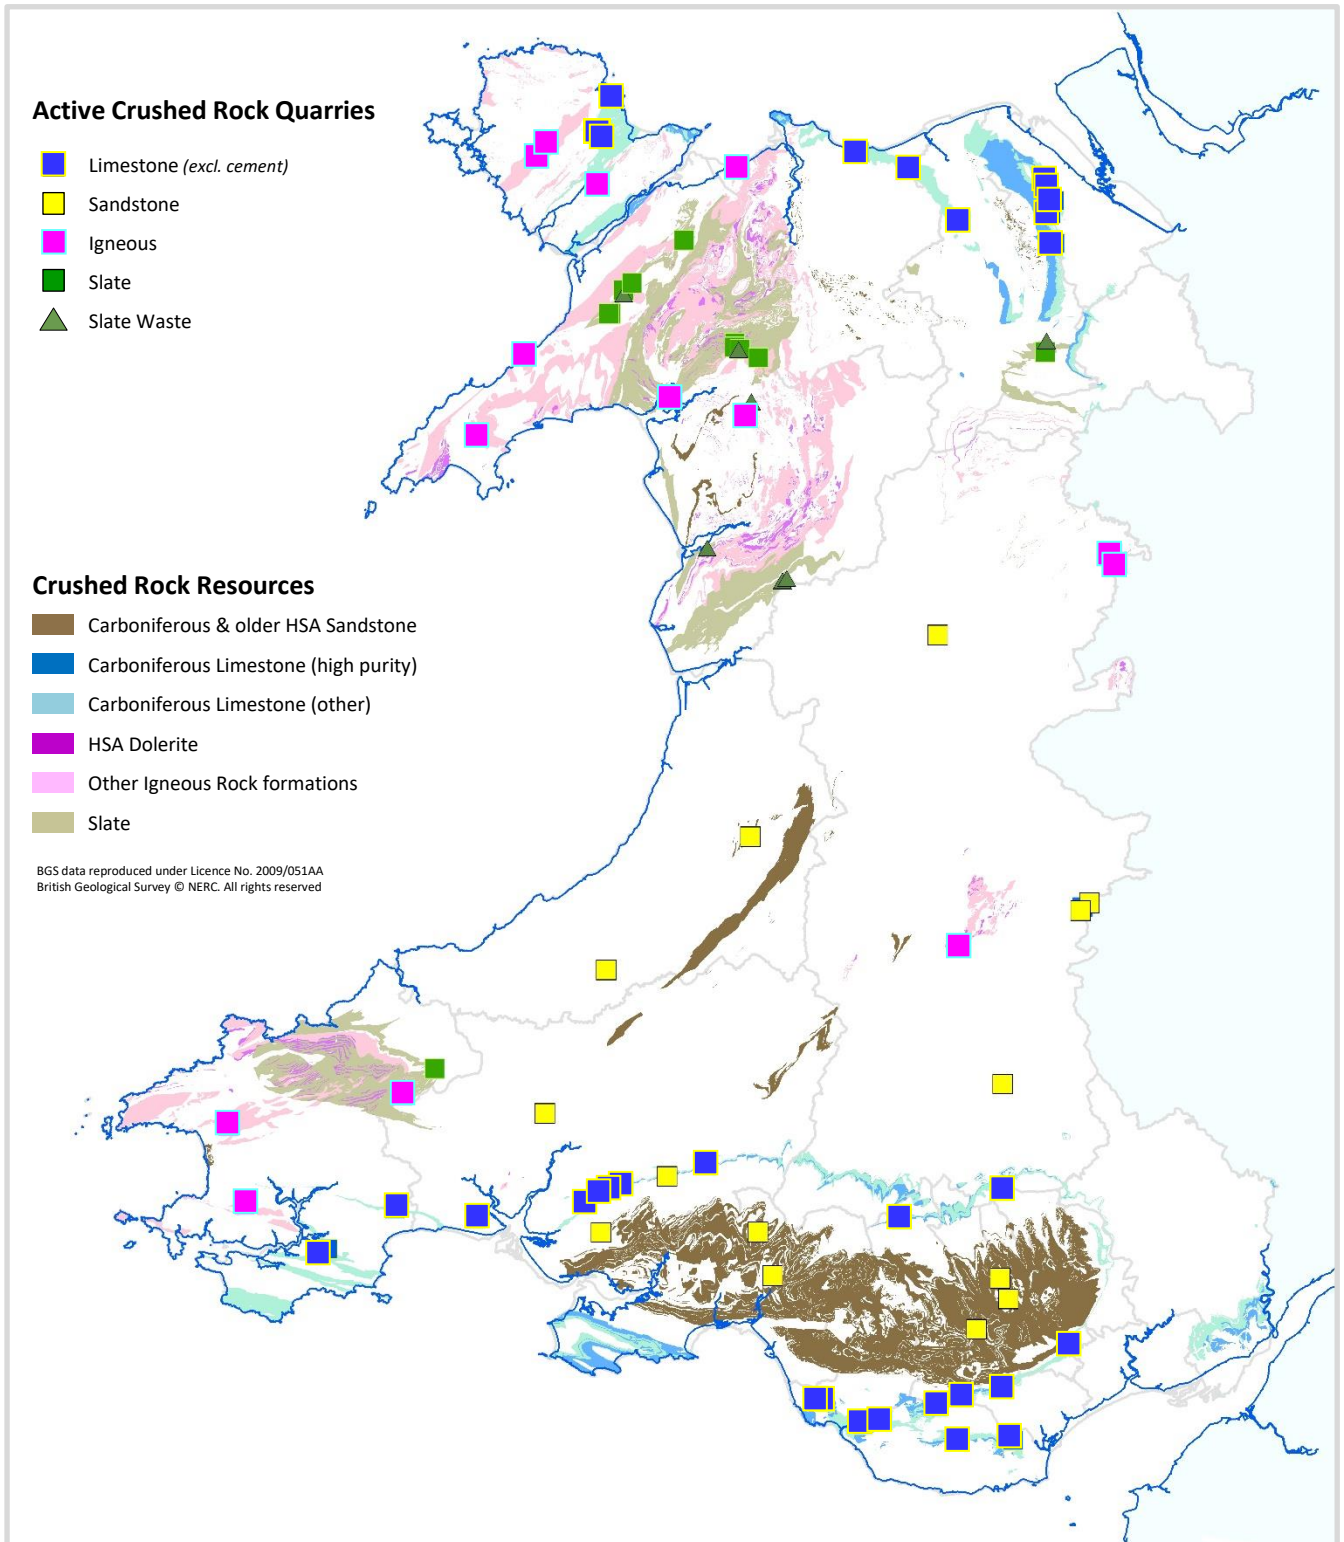 Active Crushed Rock Quarries
Limestone (excl. cement)
Sandstone
Igneous
Slate
Slate Waste
Crushed Rock Resources
Carboniferous & older HSA Sandstone
Carboniferous Limestone (high purity)
Carboniferous Limestone (other)
HSA Dolerite
Other Igneous Rock formations
Slate
BGS data reproduced under Licence No. 2009/051AA
British Geological Survey © NERC. All rights reserved